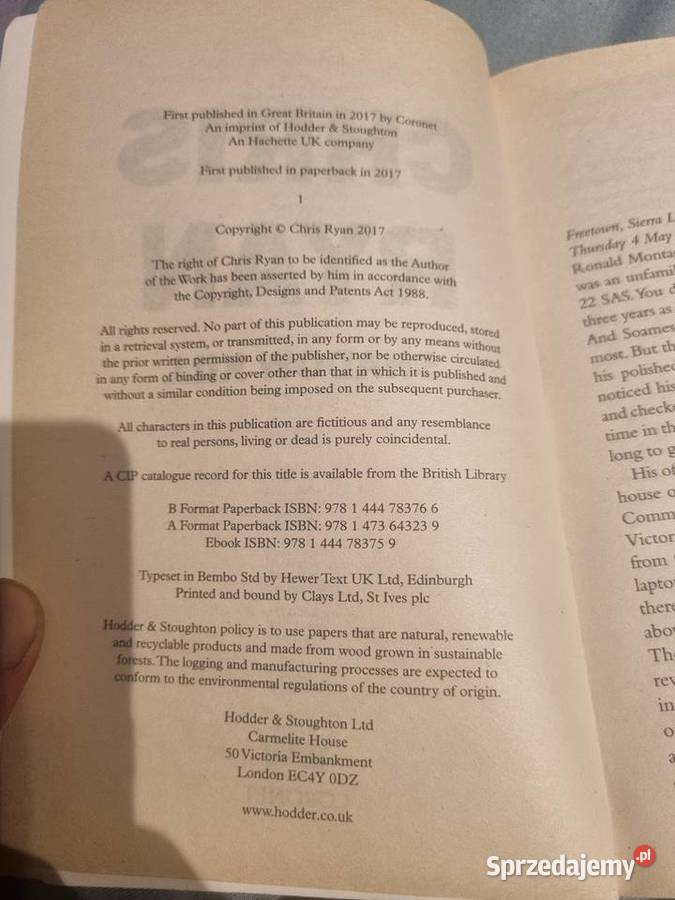 First published in Great Britain in 2017 by Coronet
An imprint of Hodder & Stoughton
An Hachette UK company
First published in paperback in 2017
1
Copyright © Chris Ryan 2017
The right of Chris Ryan to be identified as the Author
of the Work has been asserted by him in accordance with
the Copyright, Designs and Patents Act 1988.
All rights reserved. No part of this publication may be reproduced, stored
in a retrieval system, or transmitted, in any form or by any means without
the prior written permission of the publisher, nor be otherwise circulated
in any form of binding or cover other than that in which it is published and
without a similar condition being imposed on the subsequent purchaser.
All characters in this publication are fictitious and any resemblance
to real persons, living or dead is purely coincidental.
A CIP catalogue record for this title is available from the British Library
B Format Paperback ISBN: 978 1 444 78376 6
A Format Paperback ISBN: 978 1 473 64323 9
Ebook ISBN: 978 1 444 78375 9
Typeset in Bembo Std by Hewer Text UK Ltd, Edinburgh
Printed and bound by Clays Ltd, St Ives plc
Hodder & Stoughton policy is to use papers that are natural, renewable
and recyclable products and made from wood grown in sustainable
forests. The logging and manufacturing processes are expected to
conform to the environmental regulations of the country of origin.
Hodder & Stoughton Ltd
Carmelite House
50 Victoria Embankment
London EC4Y 0DZ
www.hodder.co.uk
Freetown, Sierra L
Thursday 4 May
Ronald Monta
was an unfamil
22 SAS. You d
three years as
And Soames
most. But th
his polished
noticed his
and checke
time in th
long to g
His of
house o
Comm
Victor
from
lapto
there
abov
Th
rev
in
o
a
Sprzedajemy.pl